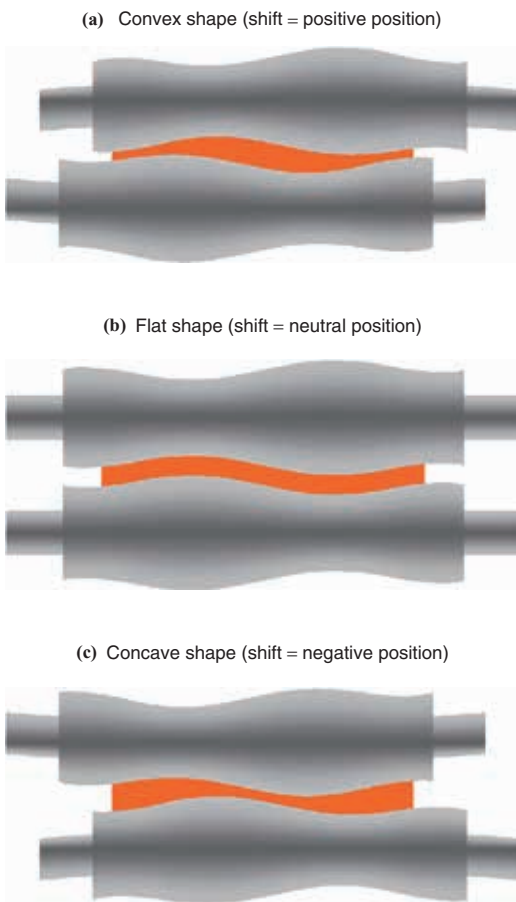 (a) Convex shape (shift = positive position)
(b) Flat shape (shift = neutral position)
(c) Concave shape (shift = negative position)